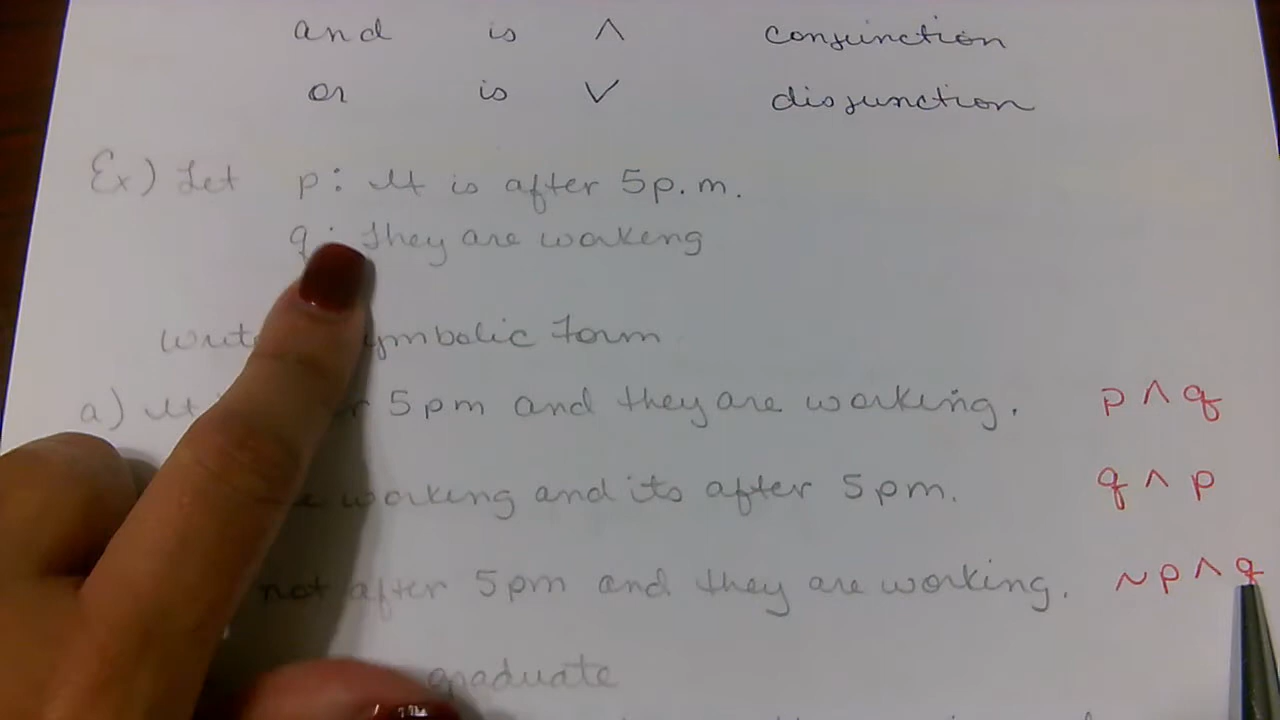 and is ∧ conjunction
or is ∨ disjunction
Ex) Let p: It is after 5p.m.
q: They are working
Form
a) 5pm and they are working. p ∧ q
working and its after 5pm. q ∧ p
not after 5pm and they are working. ~p ∧ q
graduate